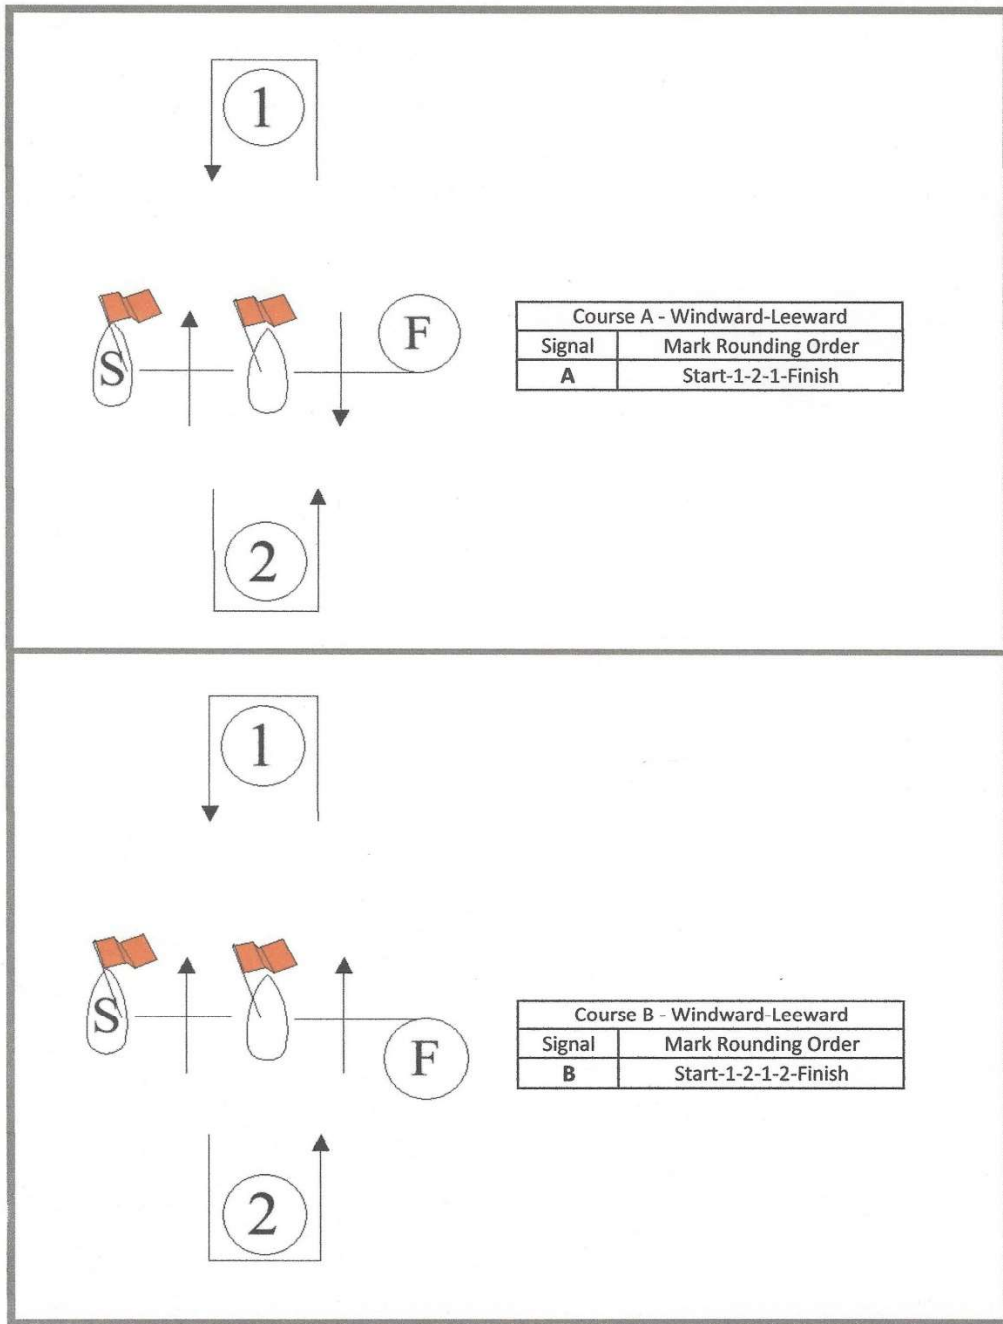 1
S
F
Course A - Windward-Leeward
Signal Mark Rounding Order
A Start-1-2-1-Finish
2
1
S
F
Course B - Windward-Leeward
Signal Mark Rounding Order
B Start-1-2-1-2-Finish
2